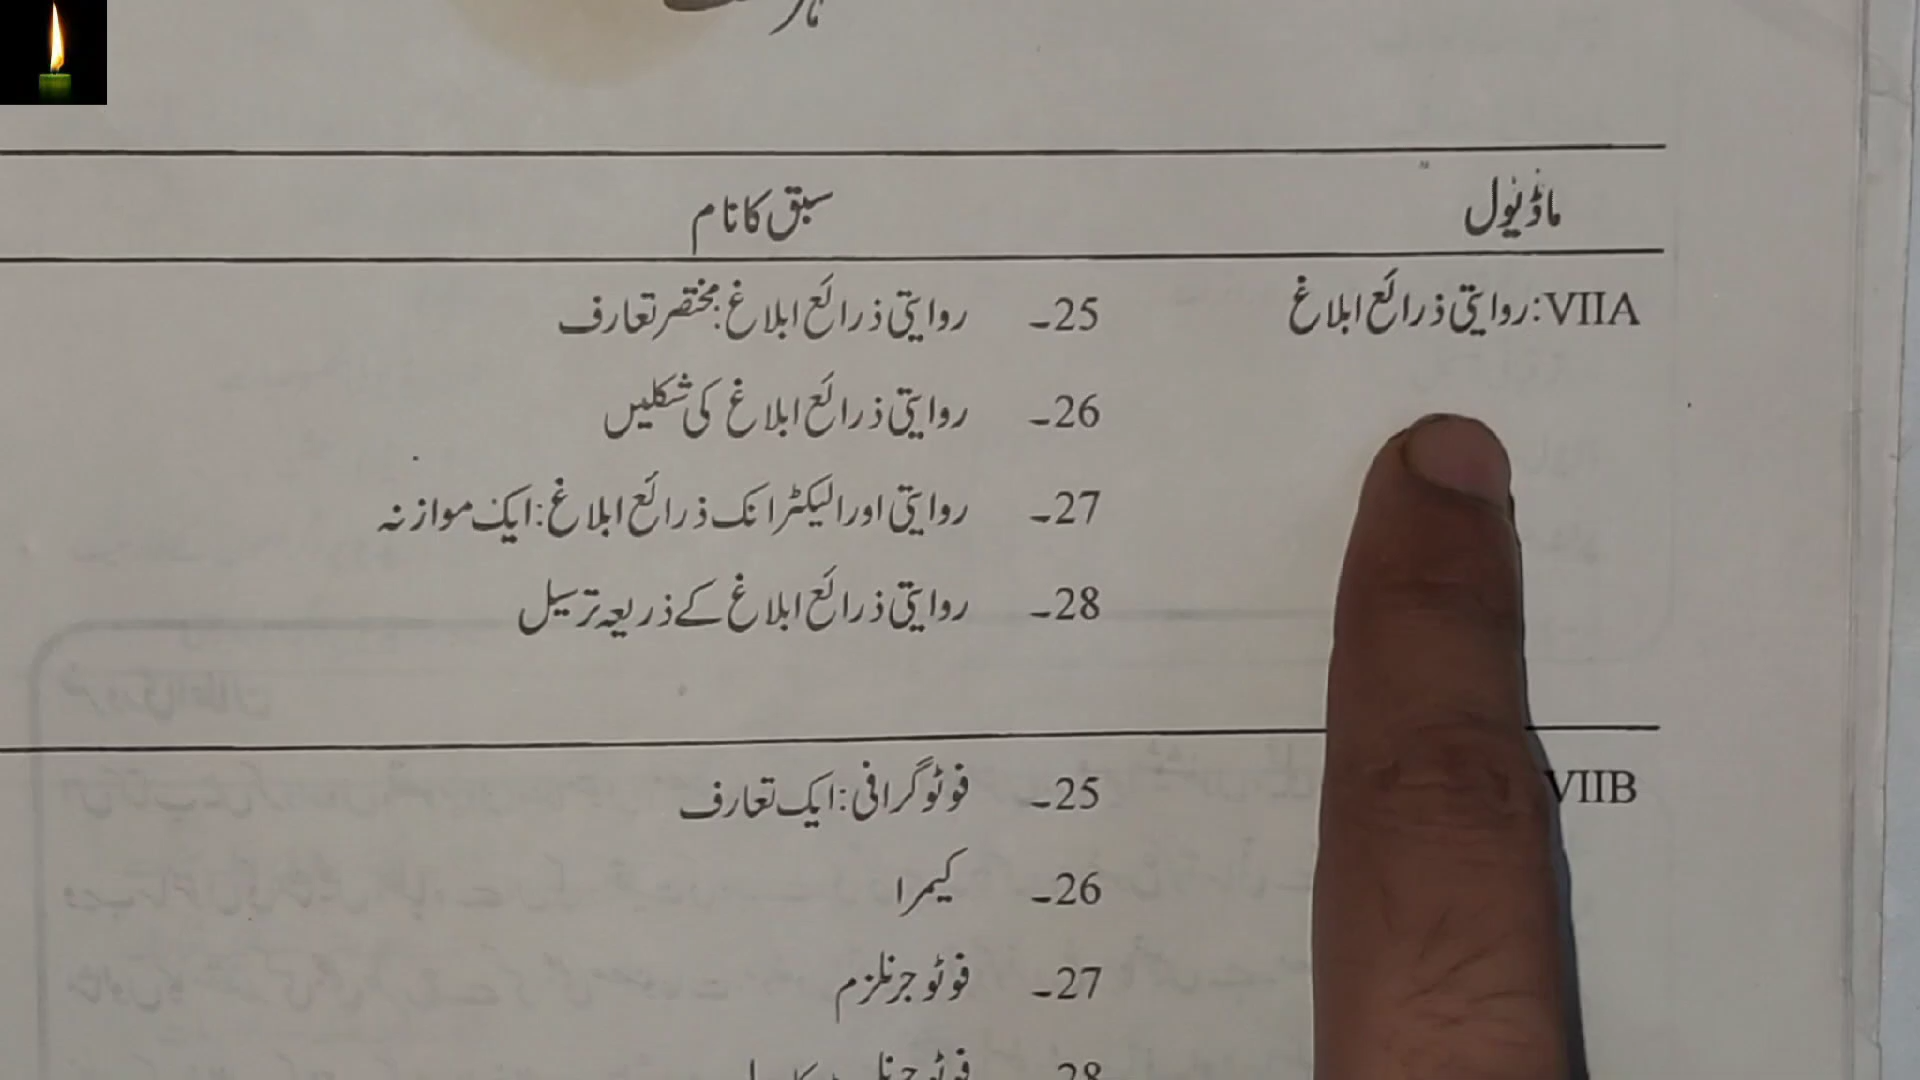 ماڈیول سبق کا نام
VIIA: روایتی ذرائع ابلاغ 25۔ روایتی ذرائع ابلاغ: مختصر تعارف
26۔ روایتی ذرائع ابلاغ کی شکلیں
27۔ روایتی اور الیکٹرانک ذرائع ابلاغ: ایک موازنہ
28۔ روایتی ذرائع ابلاغ کے ذریعہ ترسیل
VIIB 25۔ فوٹوگرافی: ایک تعارف
26۔ کیمرا
27۔ فوٹو جرنلزم
28